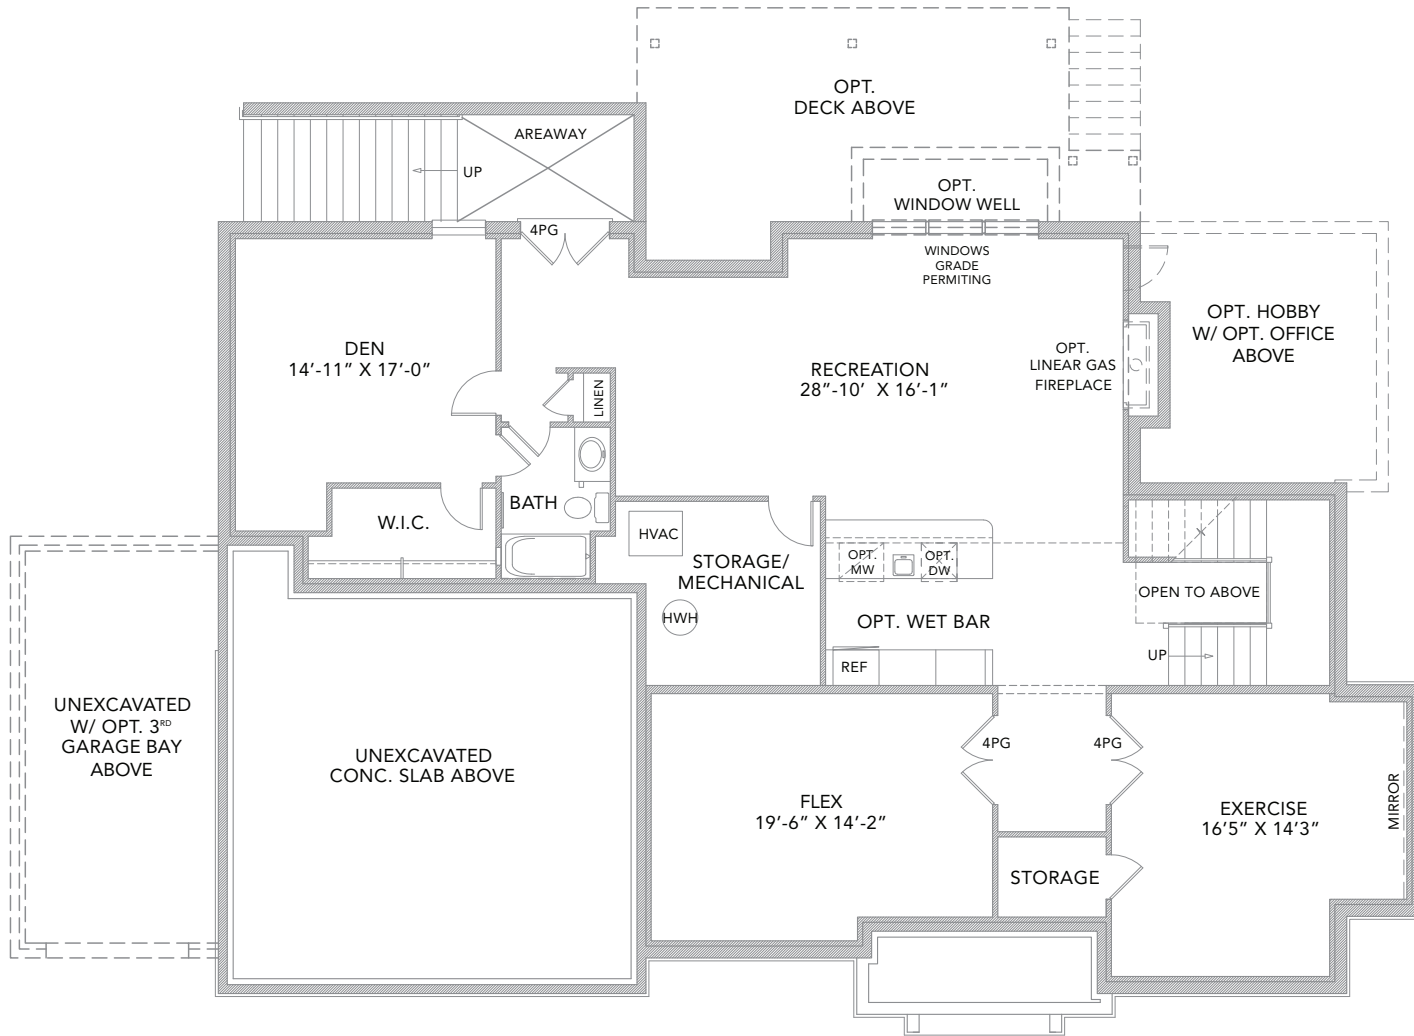 OPT.
DECK ABOVE
AREAWAY
UP
OPT.
WINDOW WELL
4PG
WINDOWS
GRADE
PERMITING
DEN
14'-11" X 17'-0"
RECREATION
28"-10' X 16'-1"
OPT.
LINEAR GAS
FIREPLACE
OPT. HOBBY
W/ OPT. OFFICE
ABOVE
LINEN
BATH
W.I.C.
HVAC
STORAGE/
MECHANICAL
HWH
OPT.
MW
OPT.
DW
OPT. WET BAR
REF
OPEN TO ABOVE
UP
UNEXCAVATED
W/ OPT. 3RD
GARAGE BAY
ABOVE
UNEXCAVATED
CONC. SLAB ABOVE
4PG
4PG
FLEX
19'-6" X 14'-2"
EXERCISE
16'5" X 14'3"
MIRROR
STORAGE